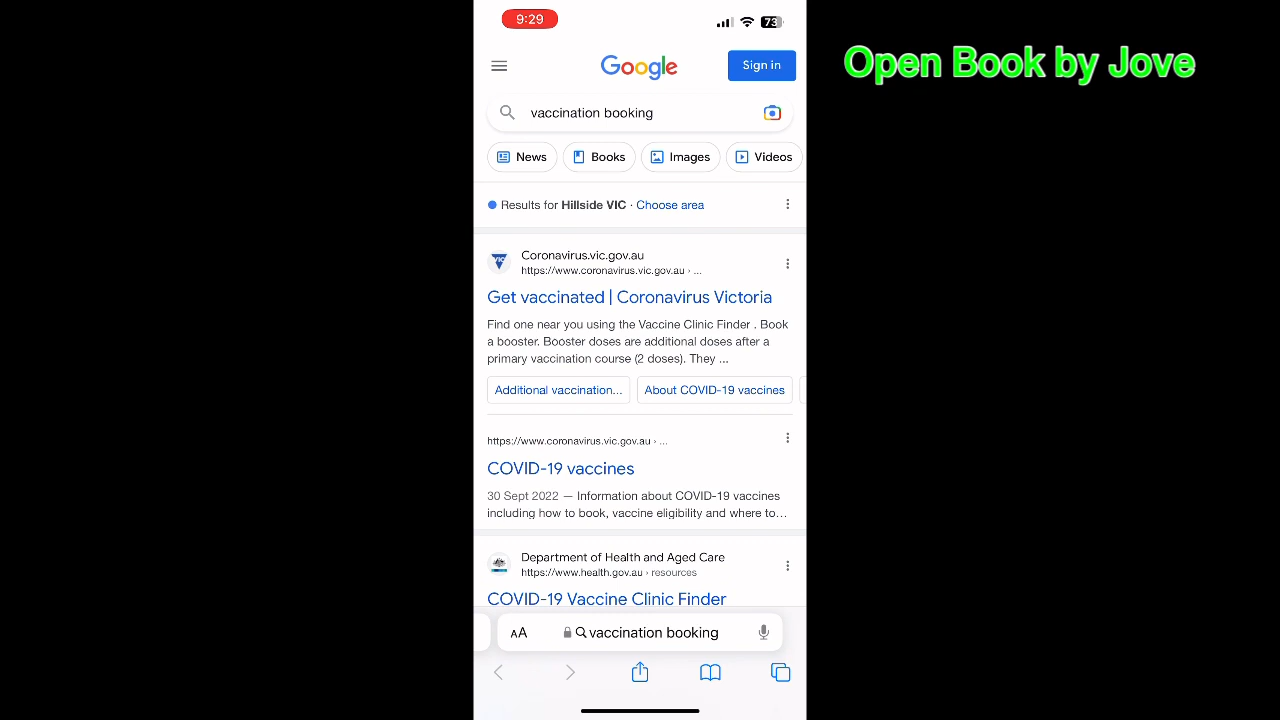 9:29
73
Open Book by Jove
Google
Sign in
vaccination booking
News
Books
Images
Videos
Results for Hillside VIC · Choose area
VIC
Coronavirus.vic.gov.au
https://www.coronavirus.vic.gov.au › ...
Get vaccinated | Coronavirus Victoria
Find one near you using the Vaccine Clinic Finder . Book
a booster. Booster doses are additional doses after a
primary vaccination course (2 doses). They ...
Additional vaccination...
About COVID-19 vaccines
https://www.coronavirus.vic.gov.au › ...
COVID-19 vaccines
30 Sept 2022 — Information about COVID-19 vaccines
including how to book, vaccine eligibility and where to...
Department of Health and Aged Care
https://www.health.gov.au › resources
COVID-19 Vaccine Clinic Finder
AA
vaccination booking